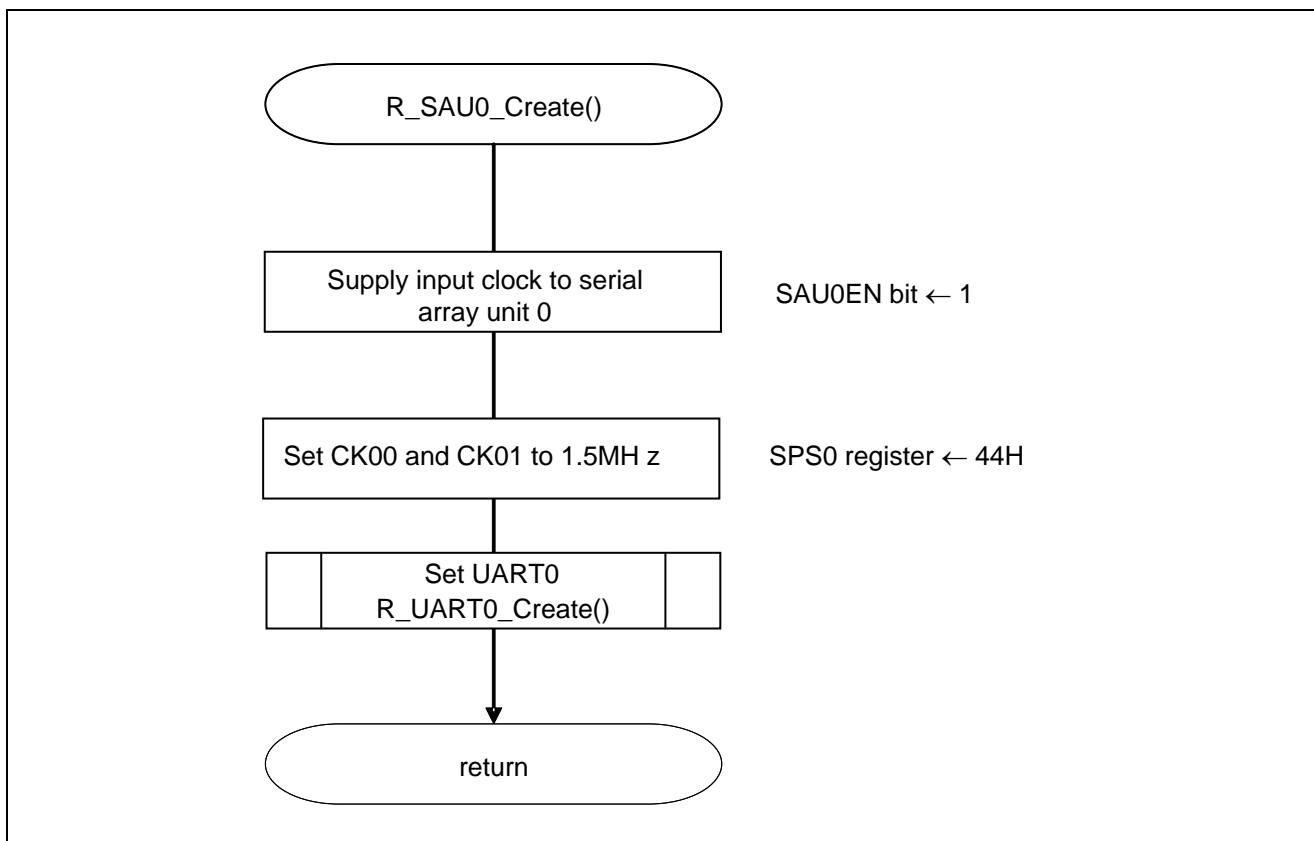 R_SAU0_Create()
Supply input clock to serial
array unit 0
SAU0EN bit ← 1
Set CK00 and CK01 to 1.5MH z
SPS0 register ← 44H
Set UART0
R_UART0_Create()
return